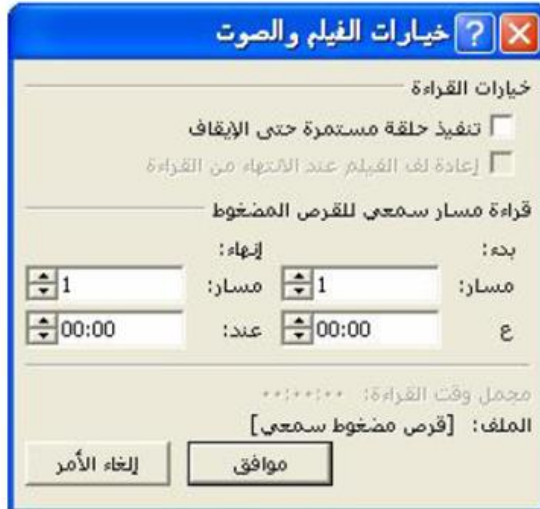 خيارات الفيلم والصوت
خيارات القراءة
تنفيذ حلقة مستمرة حتى الإيقاف
إعادة لف الفيلم عند الانتهاء من القراءة
قراءة مسار سمعي للقرص المضغوط
بدء: إنهاء:
مسار: 1 مسار: 1
ع 00:00 عند: 00:00
مجمل وقت القراءة: ٠٠:٠٠:٠٠
الملف: [قرص مضغوط سمعي]
موافق إلغاء الأمر